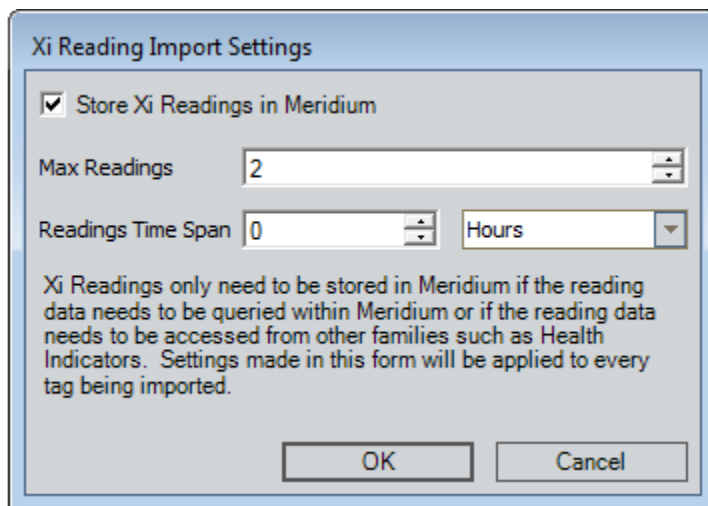 Xi Reading Import Settings
Store Xi Readings in Meridium
Max Readings 2
Readings Time Span 0 Hours
Xi Readings only need to be stored in Meridium if the reading
data needs to be queried within Meridium or if the reading data
needs to be accessed from other families such as Health
Indicators.  Settings made in this form will be applied to every
tag being imported.
OK Cancel